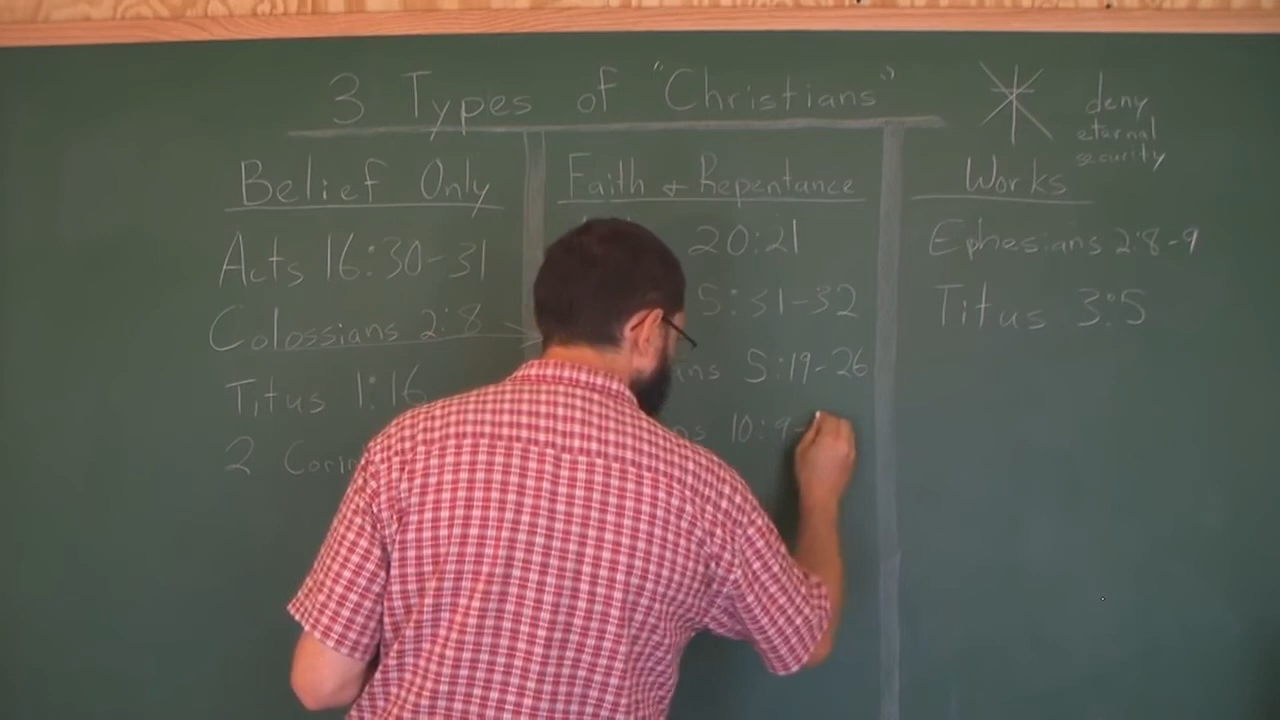 3 Types of "Christians"
deny
eternal
security
Belief Only
Acts 16:30-31
Colossians 2:8
Titus 1:16
2
Faith & Repentance
20:21
5:31-32
5:19-26
10:9-
Works
Ephesians 2:8-9
Titus 3:5